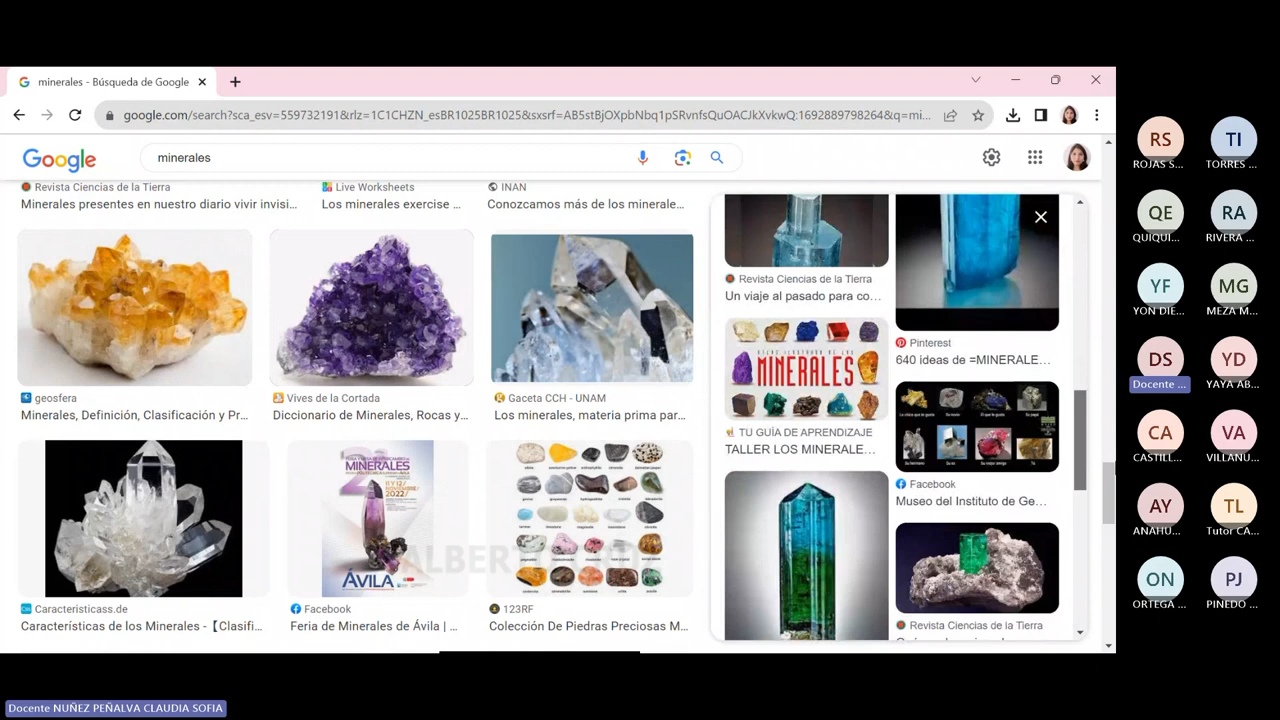 minerales - Búsqueda de Google
google.com/search?sca_esv=559732191&rlz=1C1CHZN_esBR1025BR1025&sxsrf=AB5stBjOXpbNbq1pSRvnfsQuOACJkXvkwQ:1692889798264&q=mi...
Google
minerales
Revista Ciencias de la Tierra
Minerales presentes en nuestro diario vivir invisi...
Live Worksheets
Los minerales exercise ...
INAN
Conozcamos más de los minerale...
geosfera
Minerales, Definición, Clasificación y Pr...
Vives de la Cortada
Diccionario de Minerales, Rocas y...
Gaceta CCH - UNAM
Los minerales, materia prima par...
MINERALES
11 Y 12/
NOVIEMBRE/
2022/
ÁVILA
Caracteristicass.de
Características de los Minerales -【Clasifi...
Facebook
Feria de Minerales de Ávila | ...
123RF
Colección De Piedras Preciosas M...
Revista Ciencias de la Tierra
Un viaje al pasado para co...
MINERALES
TU GUÌA DE APRENDIZAJE
TALLER LOS MINERALE...
Pinterest
640 ideas de =MINERALE...
Facebook
Museo del Instituto de Ge...
Revista Ciencias de la Tierra
RS
ROJAS S...
TI
TORRES ...
QE
QUIQUI...
RA
RIVERA ...
YF
YON DIE...
MG
MEZA M...
DS
Docente ...
YD
YAYA AB...
CA
CASTILL...
VA
VILLANU...
AY
ANAHU...
TL
Tutor CA...
ON
ORTEGA ...
PJ
PINEDO ...
Docente NUÑEZ PEÑALVA CLAUDIA SOFIA